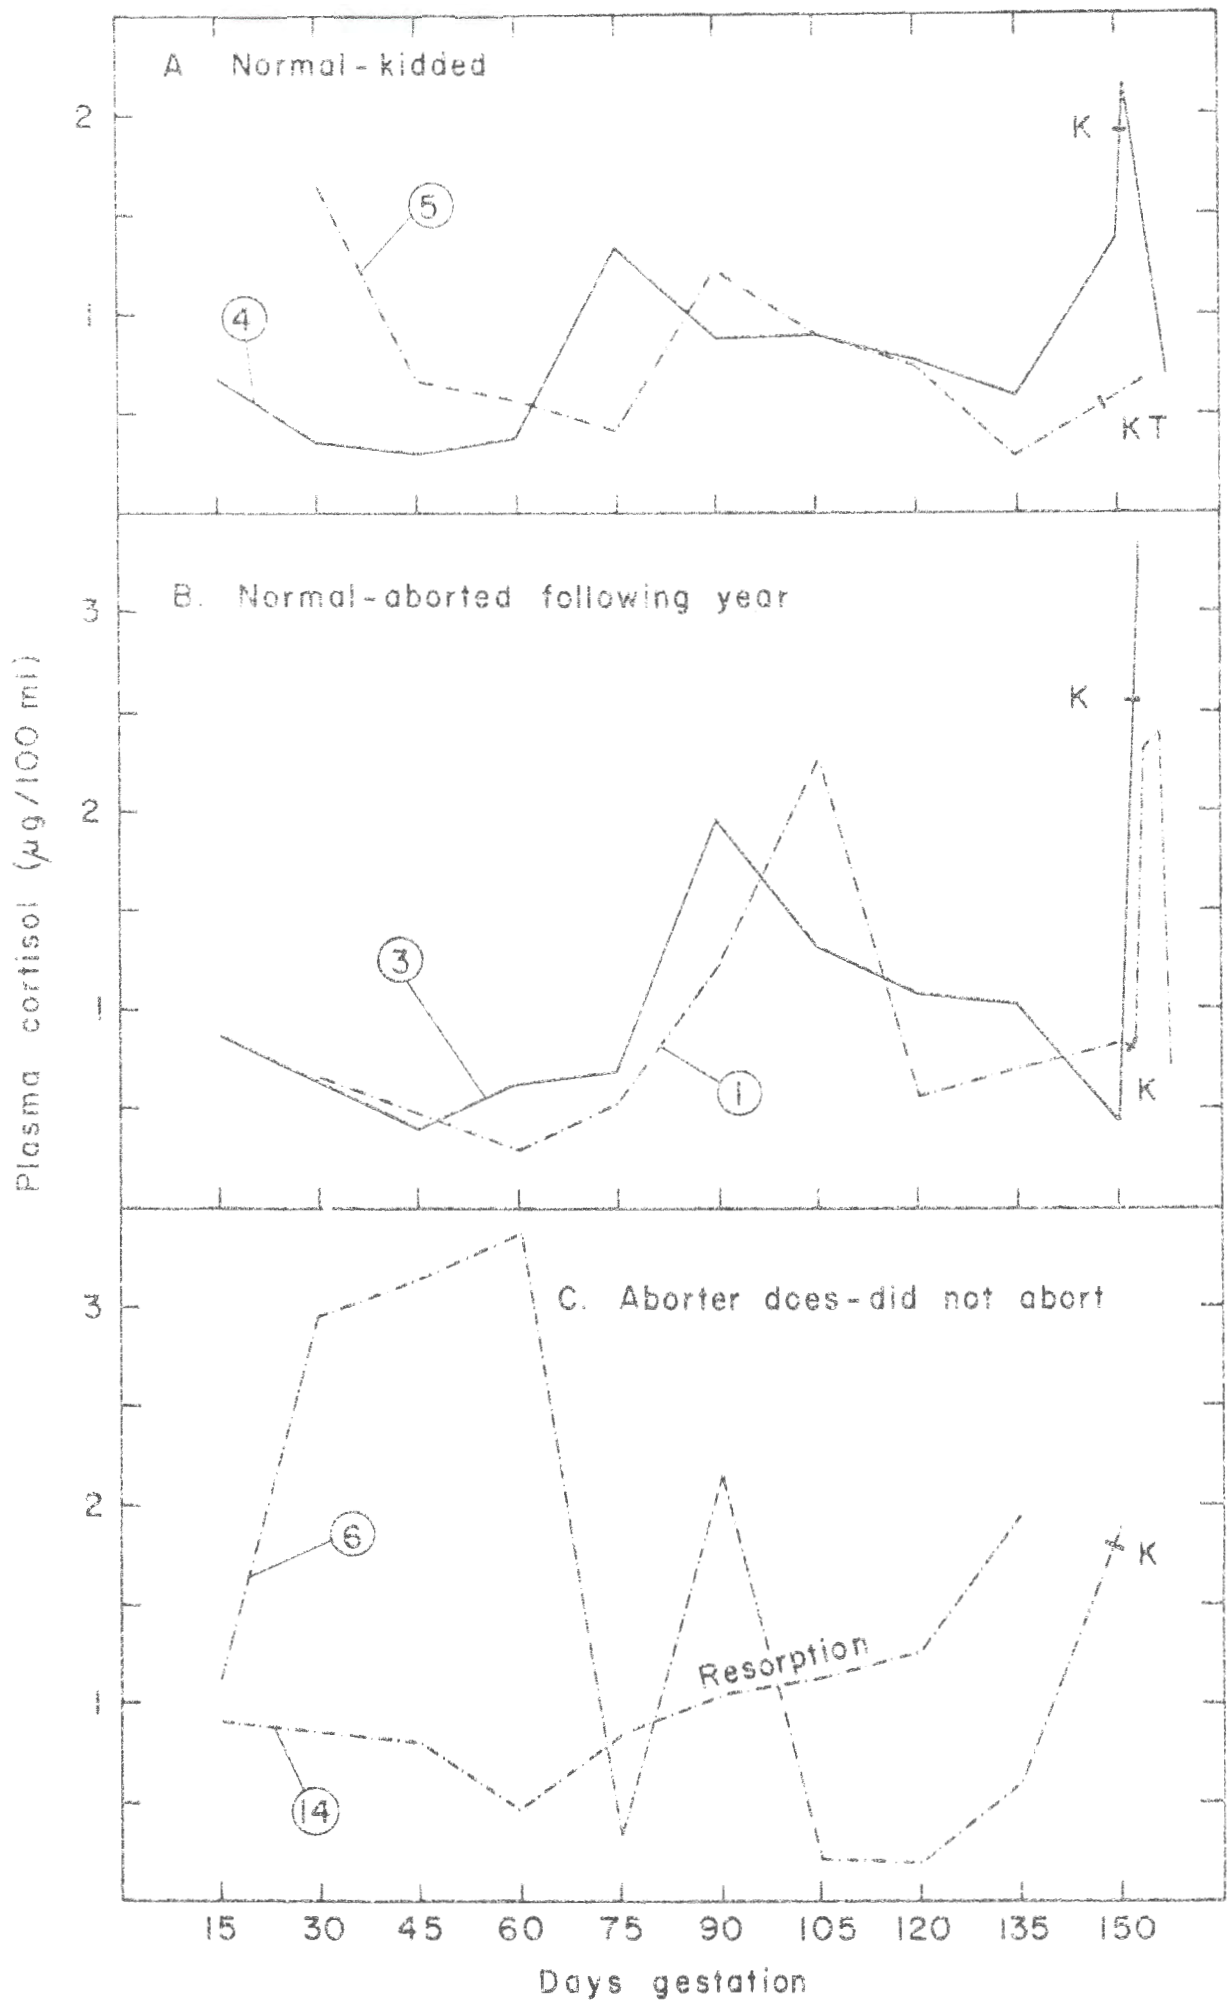 A Normal-kidded
2
K
5
4
1
KT
B. Normal-aborted following year
3
K
2
3
1
1
K
Plasma cortisol (µg/100 ml)
C. Aborter does-did not abort
3
2
6
K
Resorption
1
14
15 30 45 60 75 90 105 120 135 150
Days gestation